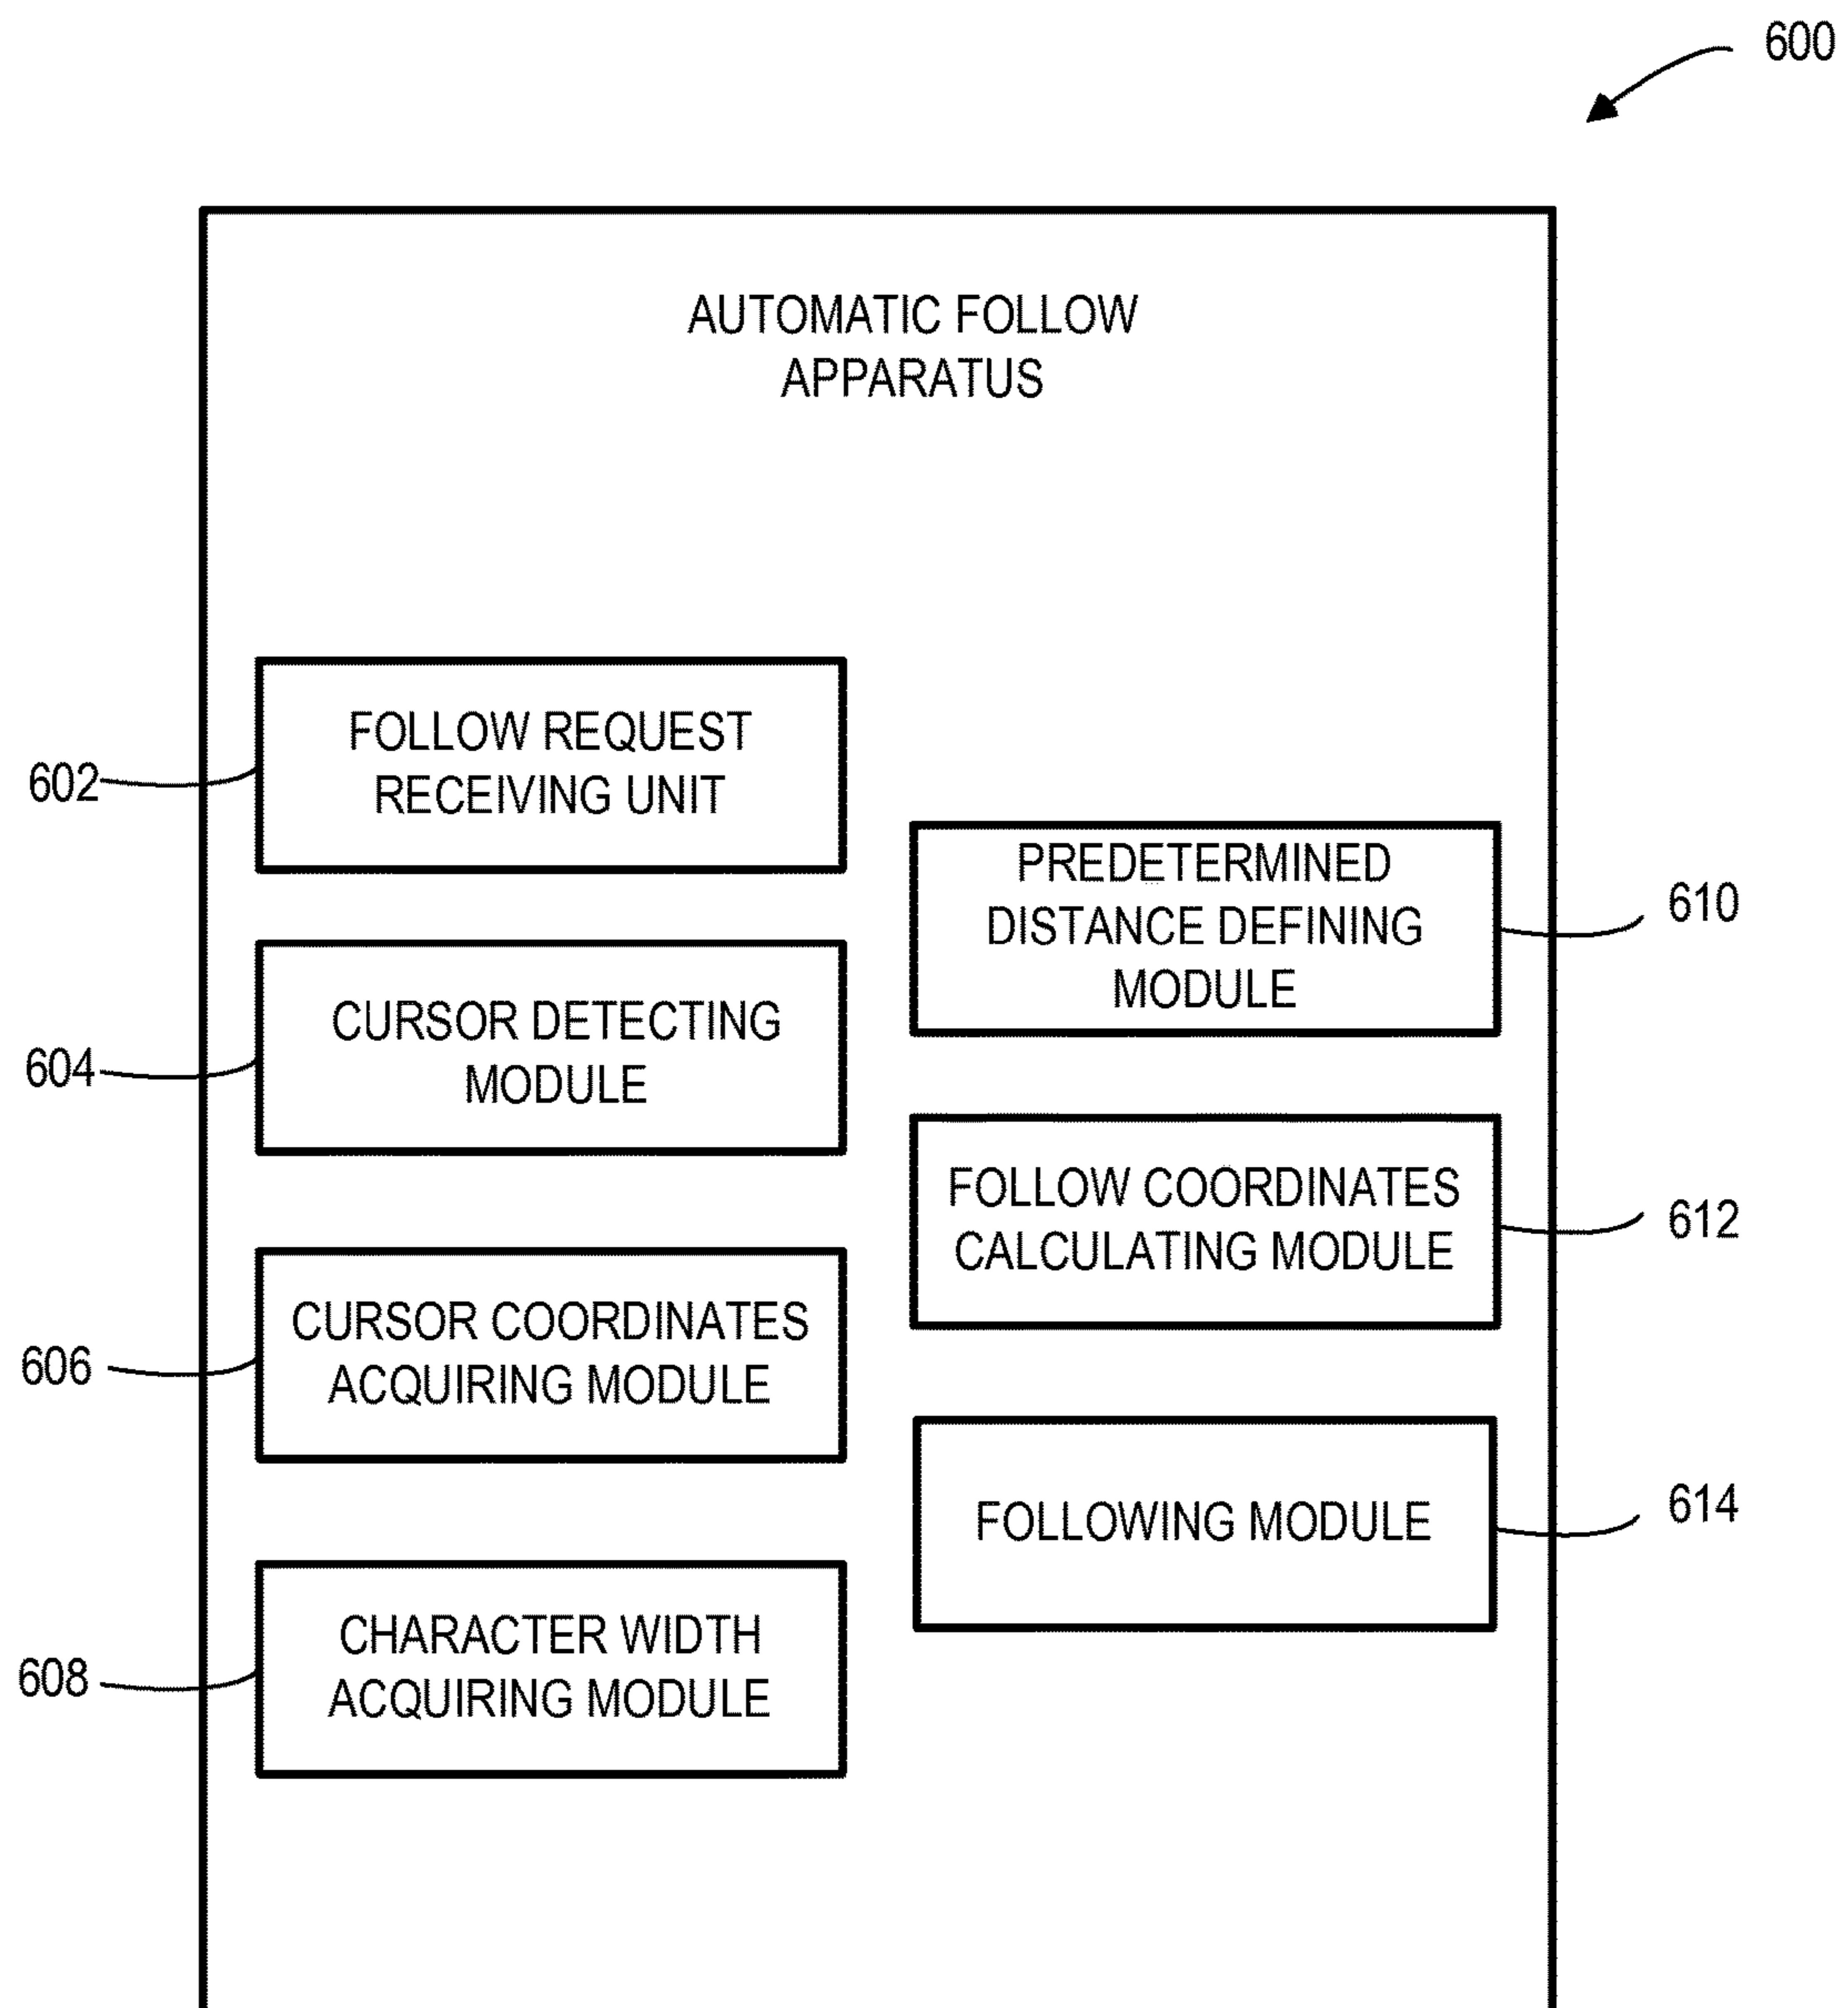 600
AUTOMATIC FOLLOW
APPARATUS
602
FOLLOW REQUEST
RECEIVING UNIT
604
CURSOR DETECTING
MODULE
606
CURSOR COORDINATES
ACQUIRING MODULE
608
CHARACTER WIDTH
ACQUIRING MODULE
PREDETERMINED
DISTANCE DEFINING
MODULE
610
FOLLOW COORDINATES
CALCULATING MODULE
612
FOLLOWING MODULE
614